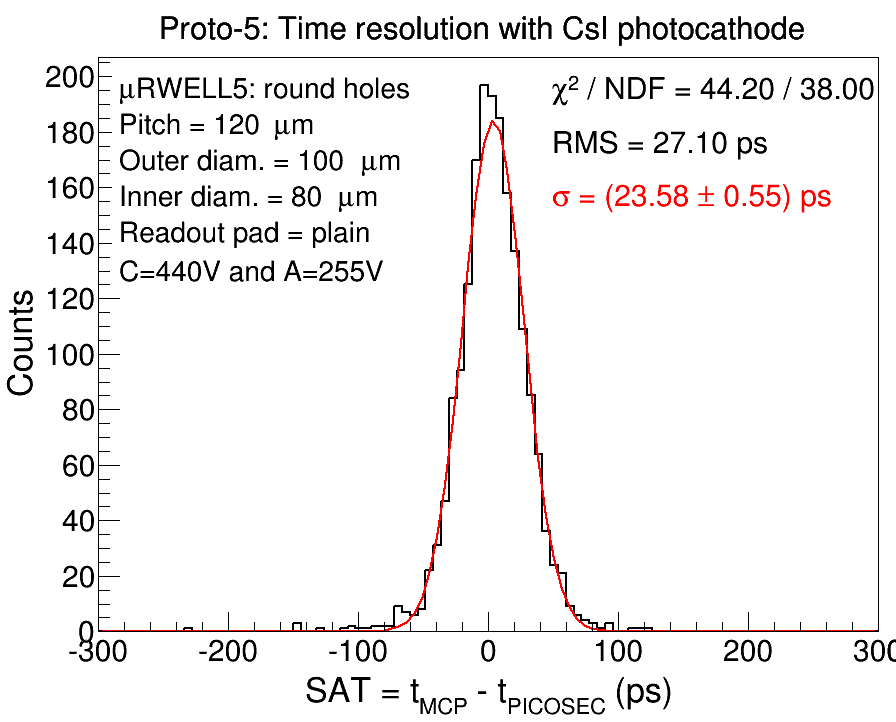 Proto-5: Time resolution with CsI photocathode
μRWELL5: round holes
Pitch = 120 μm
Outer diam. = 100 μm
Inner diam. = 80 μm
Readout pad = plain
C=440V and A=255V
χ² / NDF = 44.20 / 38.00
RMS = 27.10 ps
σ = (23.58 ± 0.55) ps
Counts
200
180
160
140
120
100
80
60
40
20
0
-300 -200 -100 0 100 200 300
SAT = t_MCP - t_PICOSEC (ps)